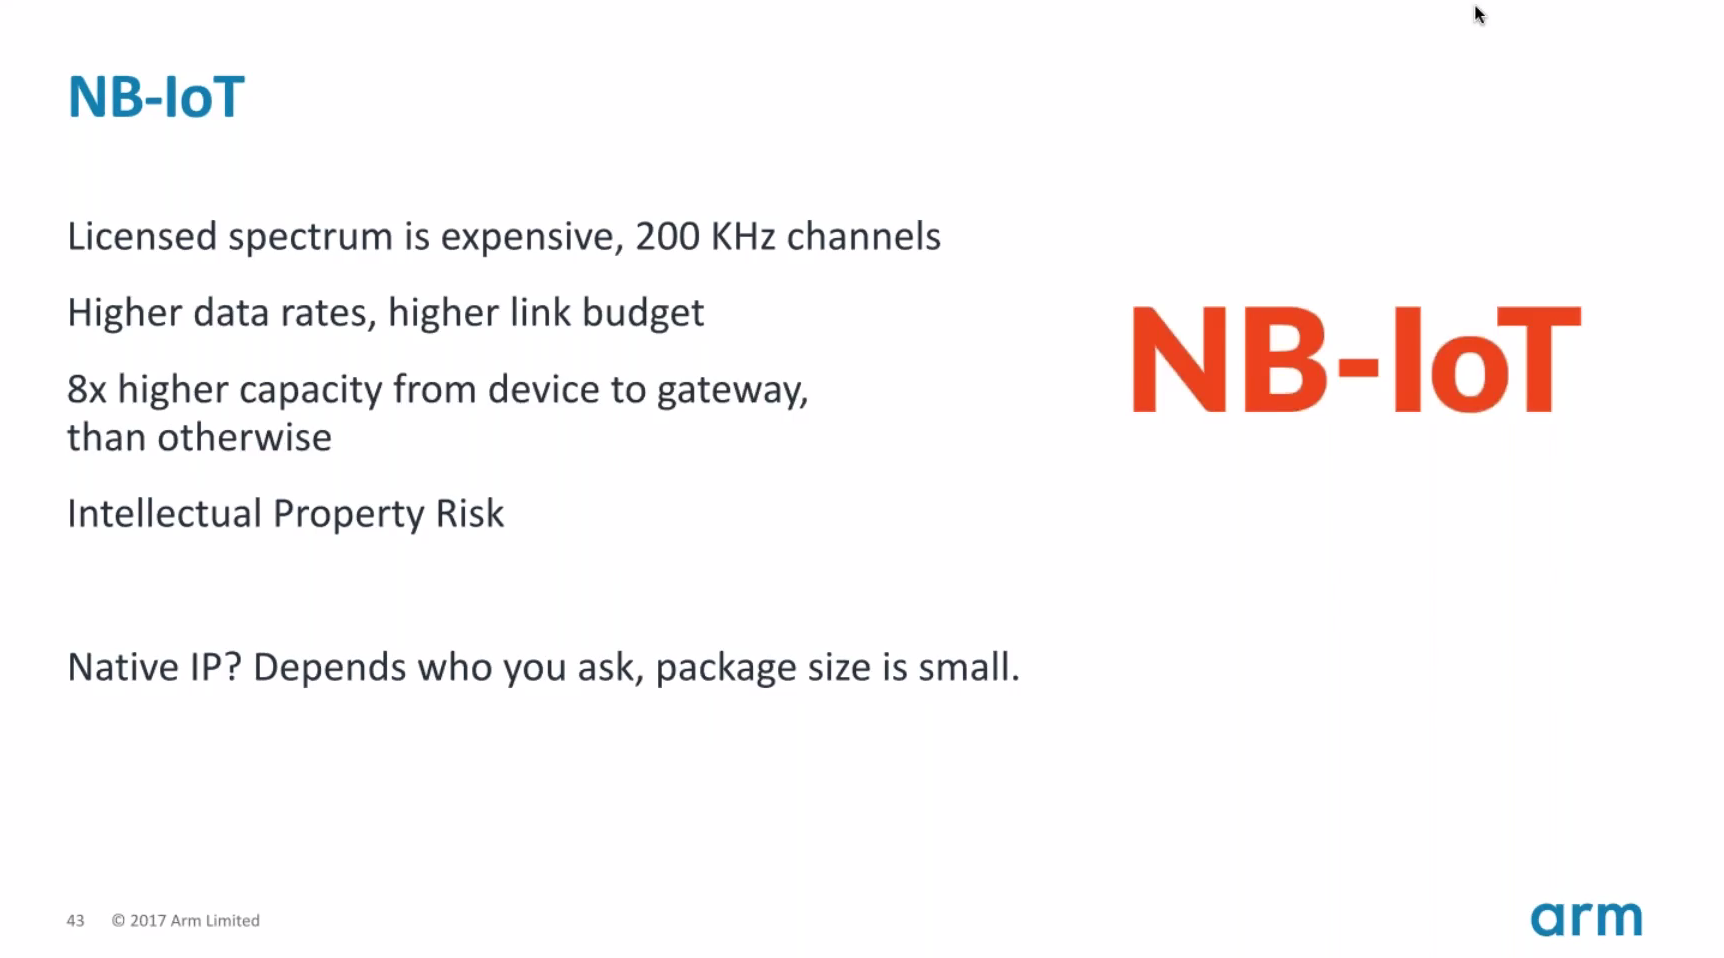 NB-IoT
Licensed spectrum is expensive, 200 KHz channels
Higher data rates, higher link budget
8x higher capacity from device to gateway,
than otherwise
Intellectual Property Risk
Native IP? Depends who you ask, package size is small.
NB-IoT
43 © 2017 Arm Limited
arm